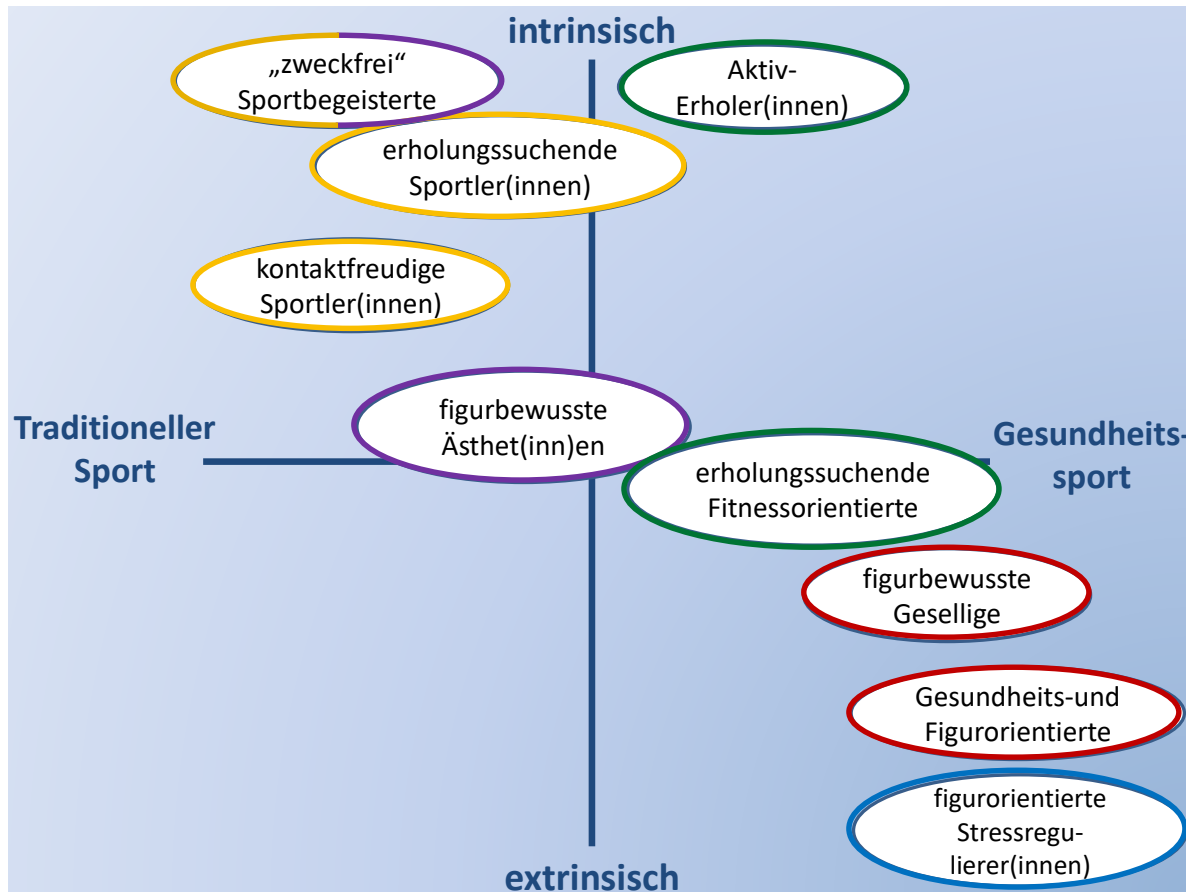 intrinsisch
„zweckfrei“
Sportbegeisterte
Aktiv-
Erholer(innen)
erholungssuchende
Sportler(innen)
kontaktfreudige
Sportler(innen)
figurbewusste
Ästhet(inn)en
Traditioneller
Sport
Gesundheits-
sport
erholungssuchende
Fitnessorientierte
figurbewusste
Gesellige
Gesundheits-und
Figurorientierte
figurorientierte
Stressregu-
lierer(innen)
extrinsisch